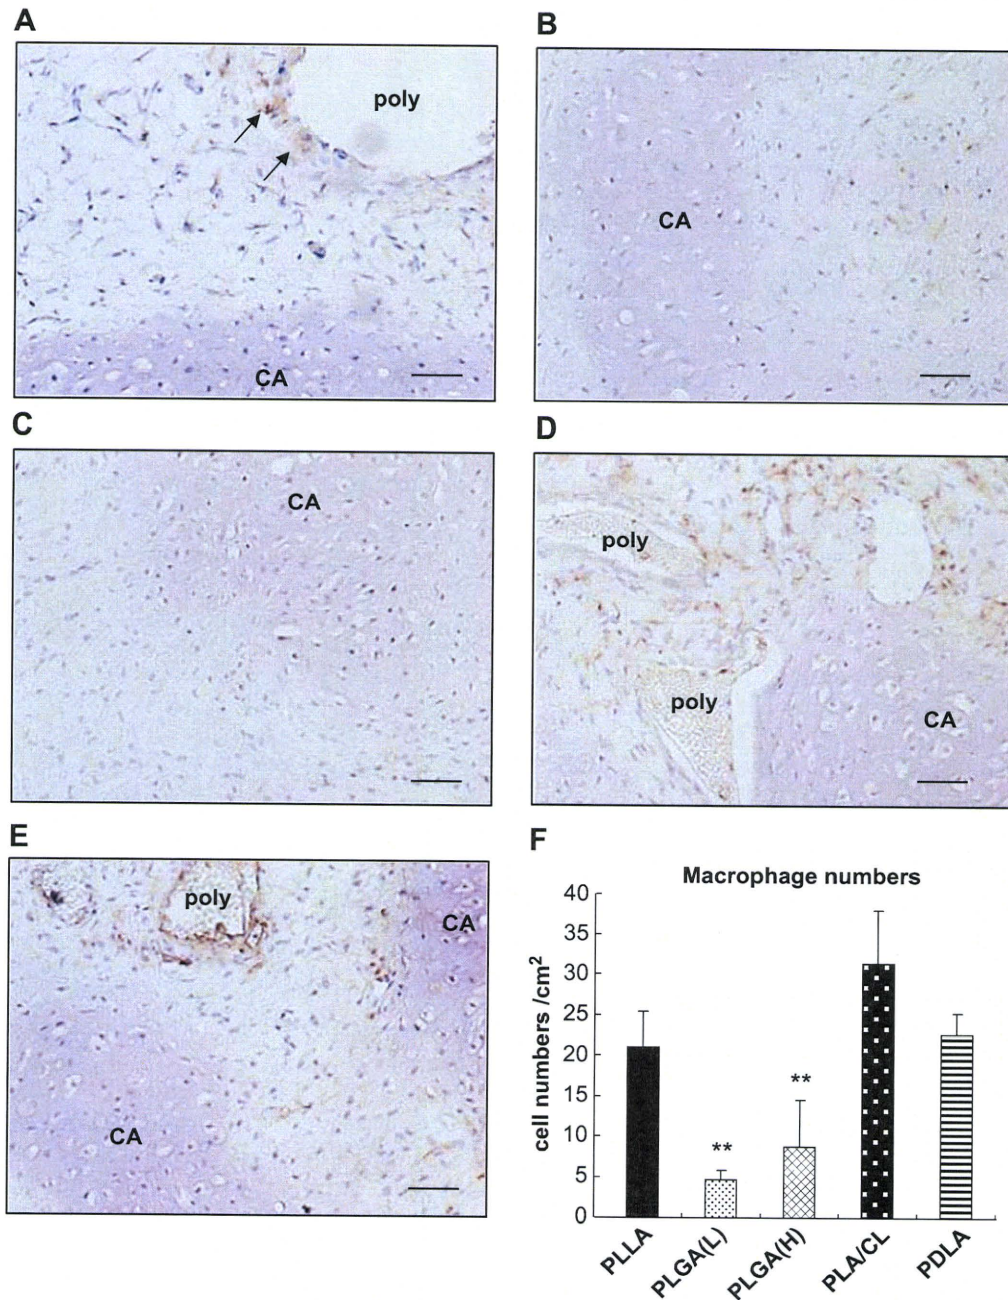 A
poly
CA
B
CA
C
CA
D
poly
poly
CA
E
poly
CA
CA
F
Macrophage numbers
cell numbers /cm²
40
35
30
25
20
15
10
5
0
**
**
PLLA
PLGA(L)
PLGA(H)
PLA/CL
PDLA